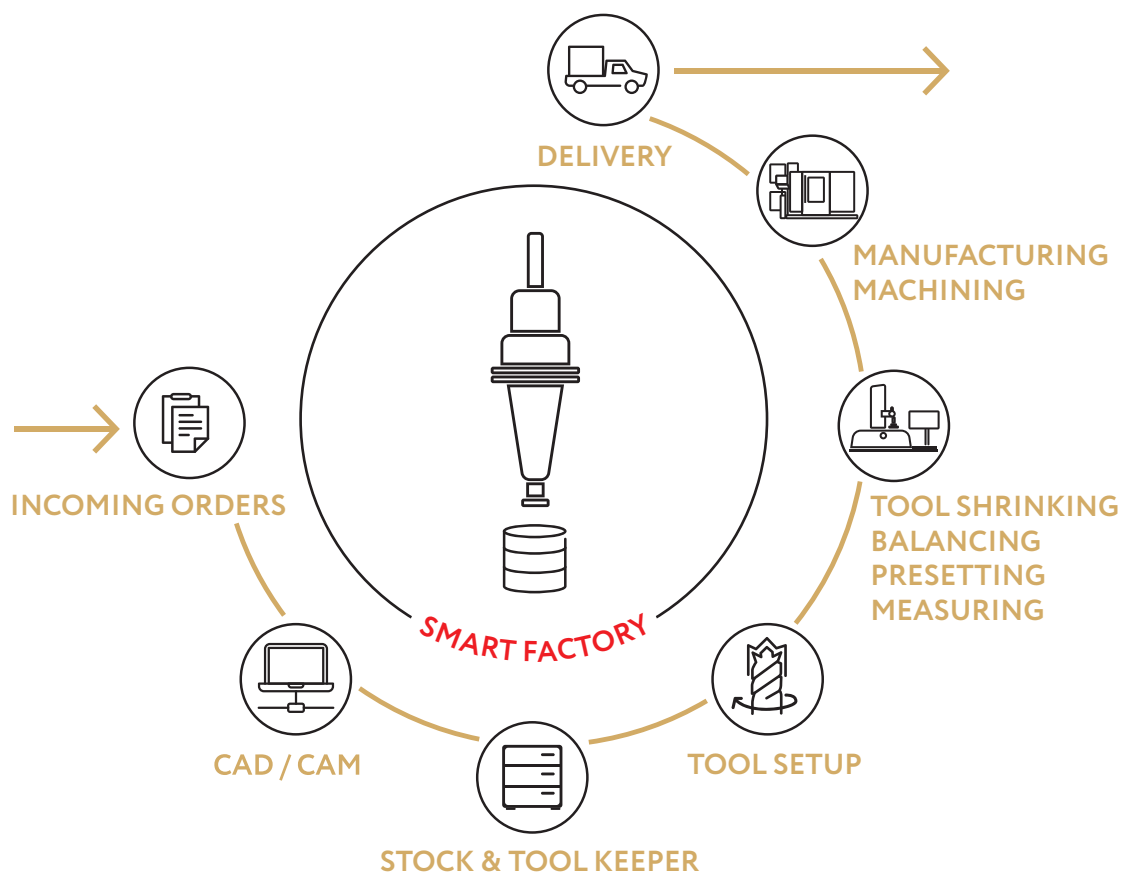 DELIVERY
MANUFACTURING
MACHINING
INCOMING ORDERS
TOOL SHRINKING
BALANCING
PRESETTING
MEASURING
SMART FACTORY
CAD / CAM
TOOL SETUP
STOCK & TOOL KEEPER